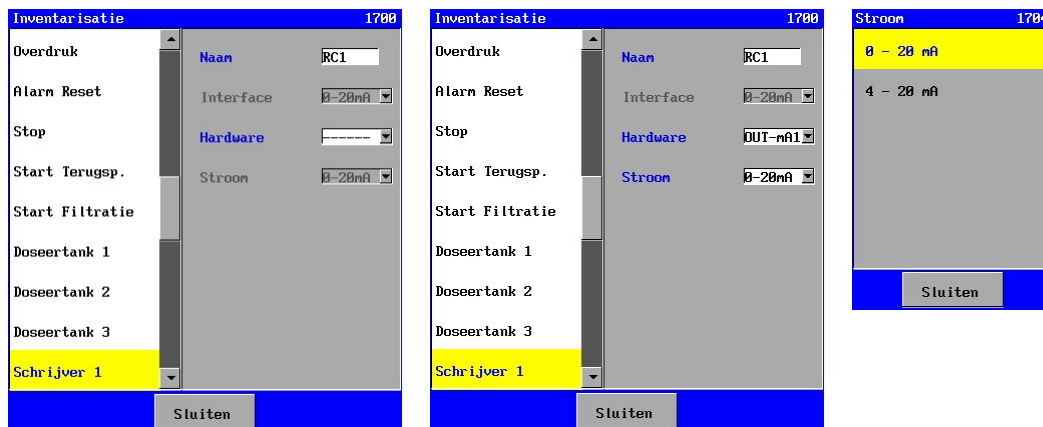 Inventarisatie 1700
Overdruk
Alarm Reset
Stop
Start Terugsp.
Start Filtratie
Doseertank 1
Doseertank 2
Doseertank 3
Schrijver 1
Naam RC1
Interface 0-20mA
Hardware ------
Stroom 0-20mA
Sluiten
Inventarisatie 1700
Overdruk
Alarm Reset
Stop
Start Terugsp.
Start Filtratie
Doseertank 1
Doseertank 2
Doseertank 3
Schrijver 1
Naam RC1
Interface 0-20mA
Hardware OUT-mA1
Stroom 0-20mA
Sluiten
Stroom 1704
0 - 20 mA
4 - 20 mA
Sluiten